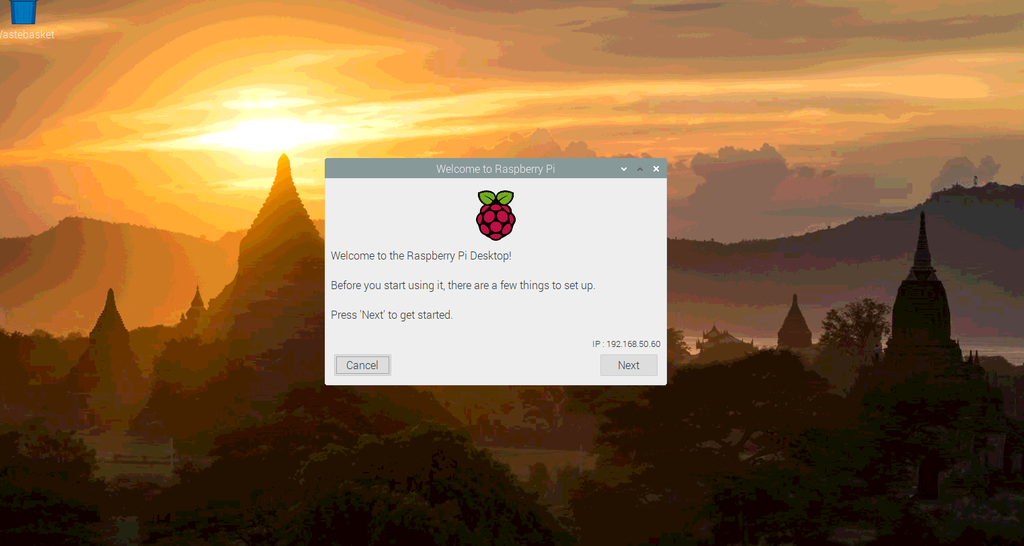 Welcome to Raspberry Pi
Welcome to the Raspberry Pi Desktop!
Before you start using it, there are a few things to set up.
Press 'Next' to get started.
IP : 192.168.50.60
Cancel
Next